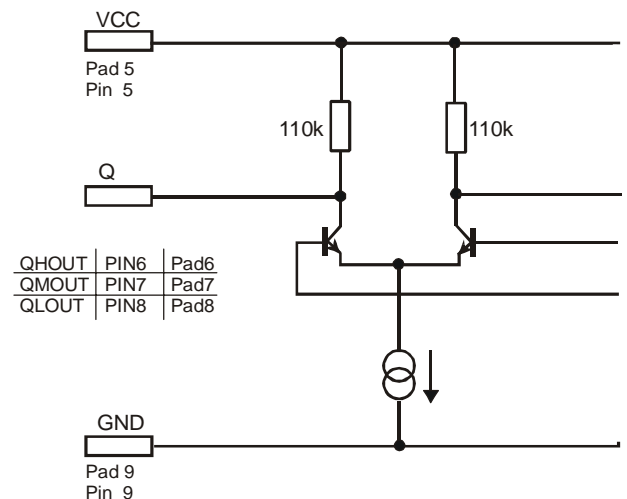 VCC
Pad 5
Pin 5
110k
110k
Q
QHOUT PIN6 Pad6
QMOUT PIN7 Pad7
QLOUT PIN8 Pad8
GND
Pad 9
Pin 9